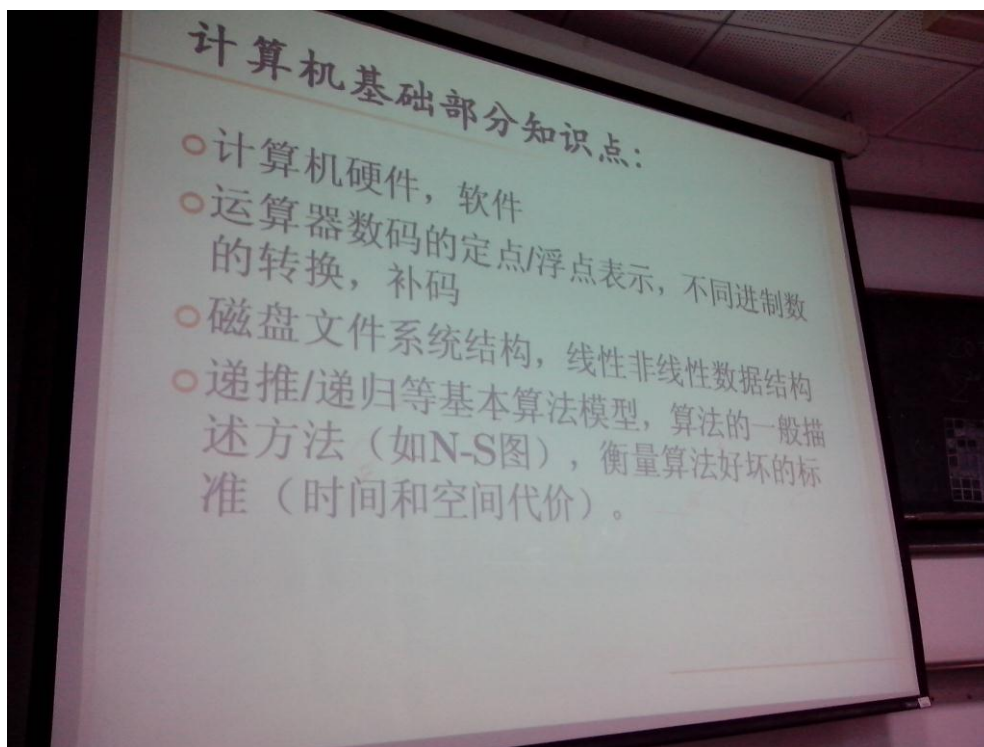 计算机基础部分知识点：
计算机硬件，软件
运算器数码的定点/浮点表示，不同进制数
的转换，补码
磁盘文件系统结构，线性非线性数据结构
递推/递归等基本算法模型，算法的一般描
述方法（如N-S图），衡量算法好坏的标
准（时间和空间代价）。